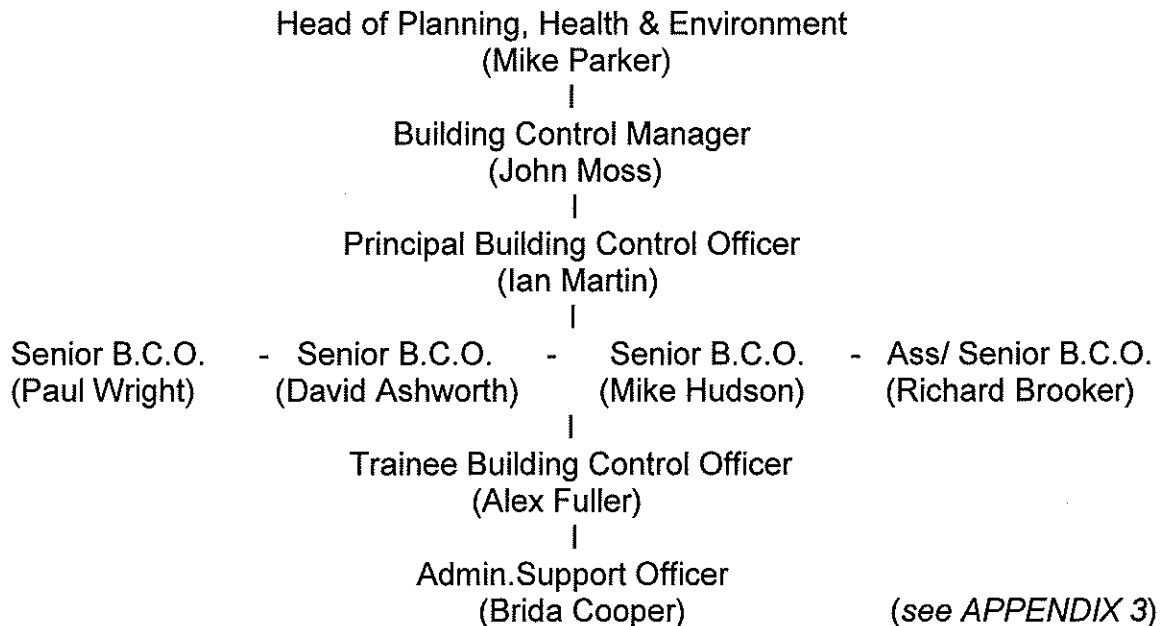 Head of Planning, Health & Environment
(Mike Parker)
|
Building Control Manager
(John Moss)
|
Principal Building Control Officer
(Ian Martin)
|
Senior B.C.O. - Senior B.C.O. - Senior B.C.O. - Ass/ Senior B.C.O.
(Paul Wright) (David Ashworth) (Mike Hudson) (Richard Brooker)
|
Trainee Building Control Officer
(Alex Fuller)
|
Admin.Support Officer
(Brida Cooper) (see APPENDIX 3)